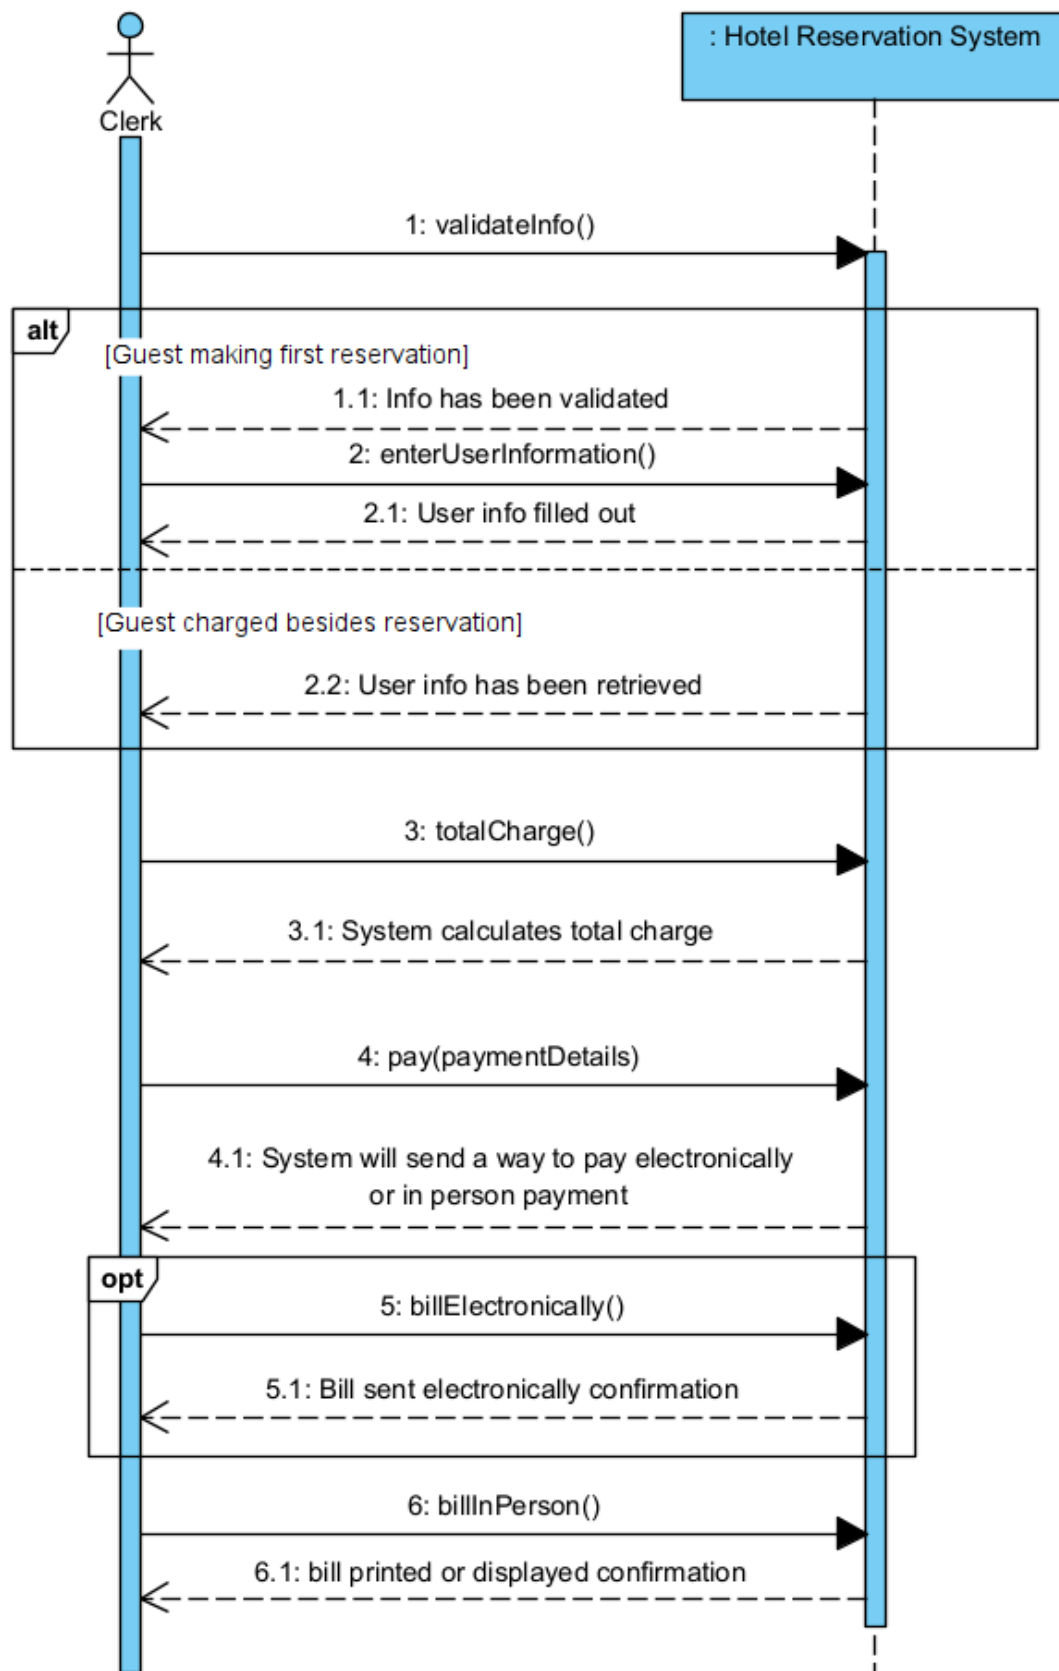 : Hotel Reservation System
Clerk
1: validateInfo()
alt
[Guest making first reservation]
1.1: Info has been validated
2: enterUserInformation()
2.1: User info filled out
[Guest charged besides reservation]
2.2: User info has been retrieved
3: totalCharge()
3.1: System calculates total charge
4: pay(paymentDetails)
4.1: System will send a way to pay electronically
or in person payment
opt
5: billElectronically()
5.1: Bill sent electronically confirmation
6: billInPerson()
6.1: bill printed or displayed confirmation